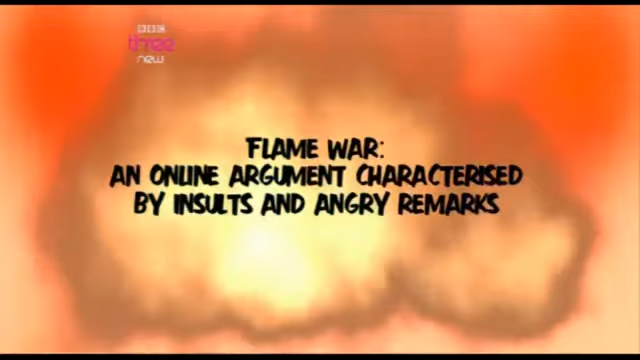 BBC
three
new
FLAME WAR:
AN ONLINE ARGUMENT CHARACTERISED
BY INSULTS AND ANGRY REMARKS